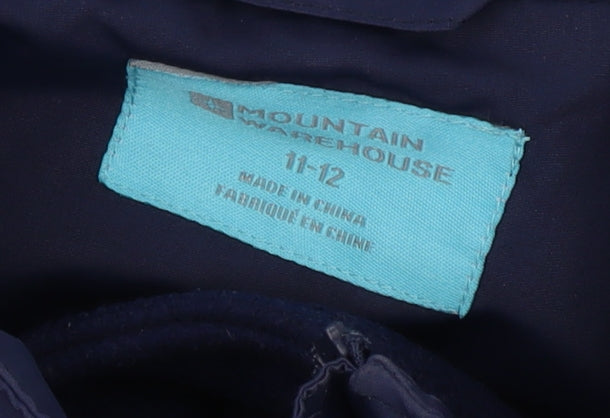 MOUNTAIN
WAREHOUSE
11-12
MADE IN CHINA
FABRIQUÉ EN CHINE